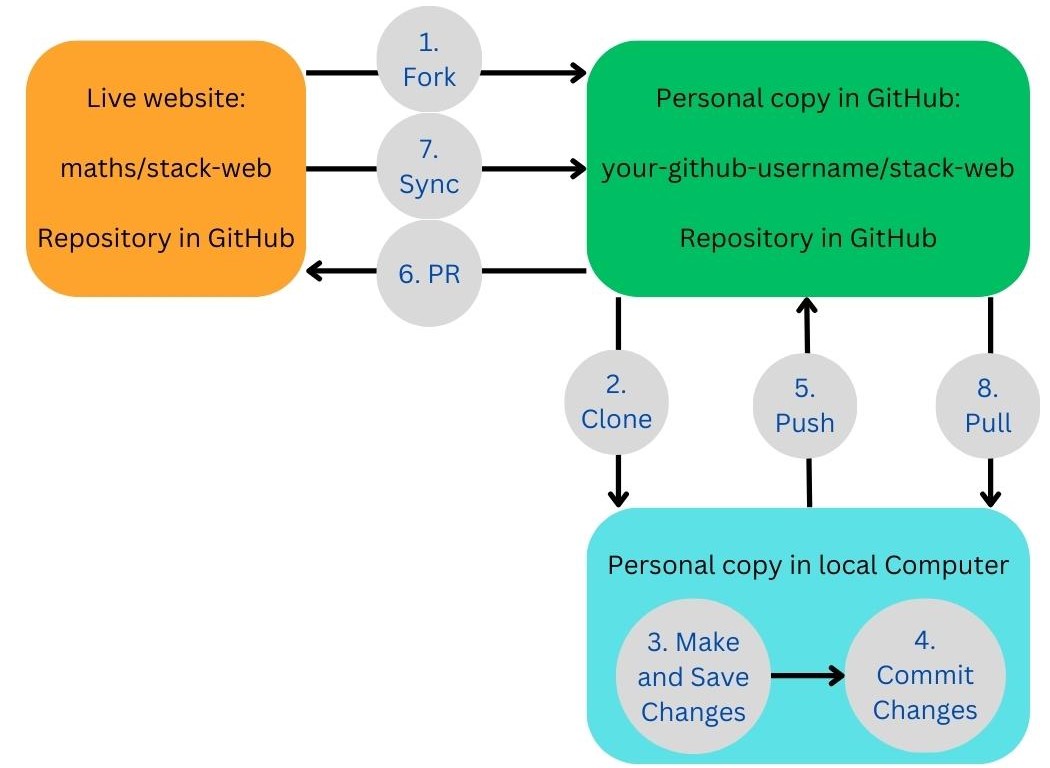 Live website:
maths/stack-web
Repository in GitHub
1.
Fork
7.
Sync
6. PR
Personal copy in GitHub:
your-github-username/stack-web
Repository in GitHub
2.
Clone
5.
Push
8.
Pull
Personal copy in local Computer
3. Make
and Save
Changes
4.
Commit
Changes